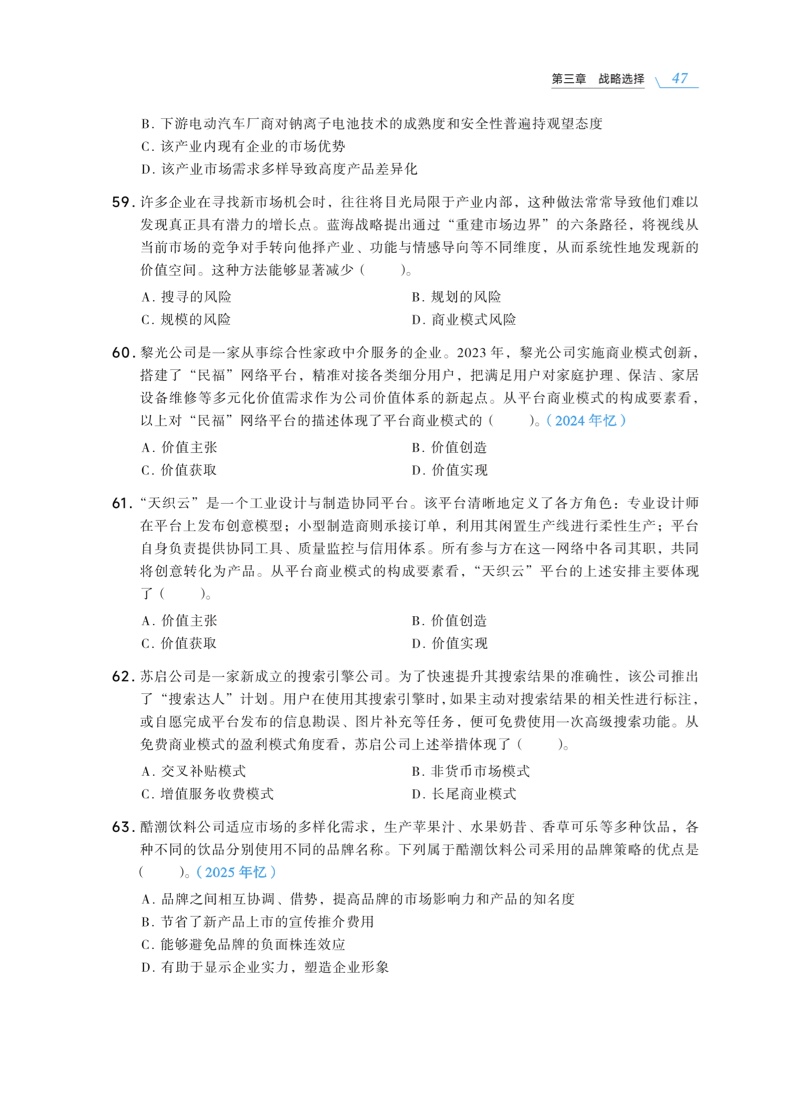 第三章　战略选择　47
B. 下游电动汽车厂商对钠离子电池技术的成熟度和安全性普遍持观望态度
C. 该产业内现有企业的市场优势
D. 该产业市场需求多样导致高度产品差异化
59. 许多企业在寻找新市场机会时，往往将目光局限于产业内部，这种做法常常导致他们难以
发现真正具有潜力的增长点。蓝海战略提出通过“重建市场边界”的六条路径，将视线从
当前市场的竞争对手转向他择产业、功能与情感导向等不同维度，从而系统性地发现新的
价值空间。这种方法能够显著减少（　　）。
A. 搜寻的风险　B. 规划的风险
C. 规模的风险　D. 商业模式风险
60. 黎光公司是一家从事综合性家政中介服务的企业。2023 年，黎光公司实施商业模式创新，
搭建了“民福”网络平台，精准对接各类细分用户，把满足用户对家庭护理、保洁、家居
设备维修等多元化价值需求作为公司价值体系的新起点。从平台商业模式的构成要素看，
以上对“民福”网络平台的描述体现了平台商业模式的（　　）。（2024 年忆）
A. 价值主张　B. 价值创造
C. 价值获取　D. 价值实现
61. “天织云”是一个工业设计与制造协同平台。该平台清晰地定义了各方角色：专业设计师
在平台上发布创意模型；小型制造商则承接订单，利用其闲置生产线进行柔性生产；平台
自身负责提供协同工具、质量监控与信用体系。所有参与方在这一网络中各司其职，共同
将创意转化为产品。从平台商业模式的构成要素看，“天织云”平台的上述安排主要体现
了（　　）。
A. 价值主张　B. 价值创造
C. 价值获取　D. 价值实现
62. 苏启公司是一家新成立的搜索引擎公司。为了快速提升其搜索结果的准确性，该公司推出
了“搜索达人”计划。用户在使用其搜索引擎时，如果主动对搜索结果的相关性进行标注，
或自愿完成平台发布的信息勘误、图片补充等任务，便可免费使用一次高级搜索功能。从
免费商业模式的盈利模式角度看，苏启公司上述举措体现了（　　）。
A. 交叉补贴模式　B. 非货币市场模式
C. 增值服务收费模式　D. 长尾商业模式
63. 酷潮饮料公司适应市场的多样化需求，生产苹果汁、水果奶昔、香草可乐等多种饮品，各
种不同的饮品分别使用不同的品牌名称。下列属于酷潮饮料公司采用的品牌策略的优点是
（　　）。（2025 年忆）
A. 品牌之间相互协调、借势，提高品牌的市场影响力和产品的知名度
B. 节省了新产品上市的宣传推介费用
C. 能够避免品牌的负面株连效应
D. 有助于显示企业实力，塑造企业形象